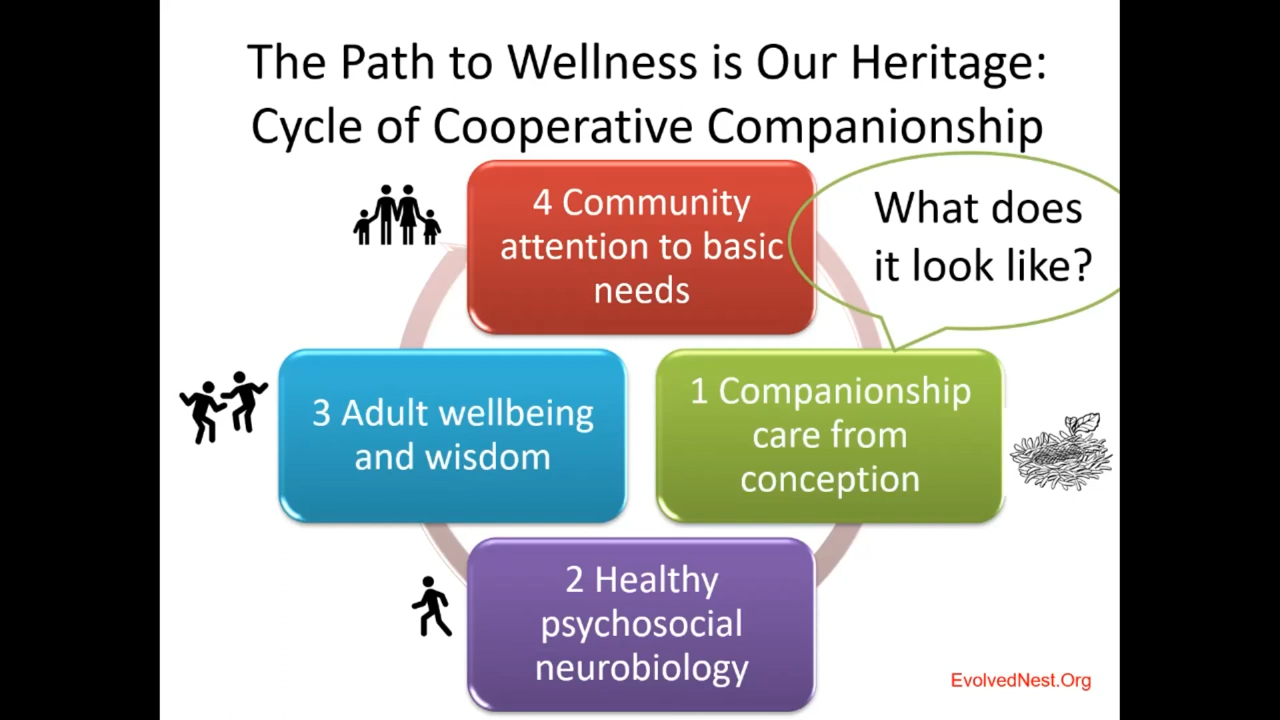 The Path to Wellness is Our Heritage:
Cycle of Cooperative Companionship
4 Community
attention to basic
needs
What does
it look like?
3 Adult wellbeing
and wisdom
1 Companionship
care from
conception
2 Healthy
psychosocial
neurobiology
EvolvedNest.Org